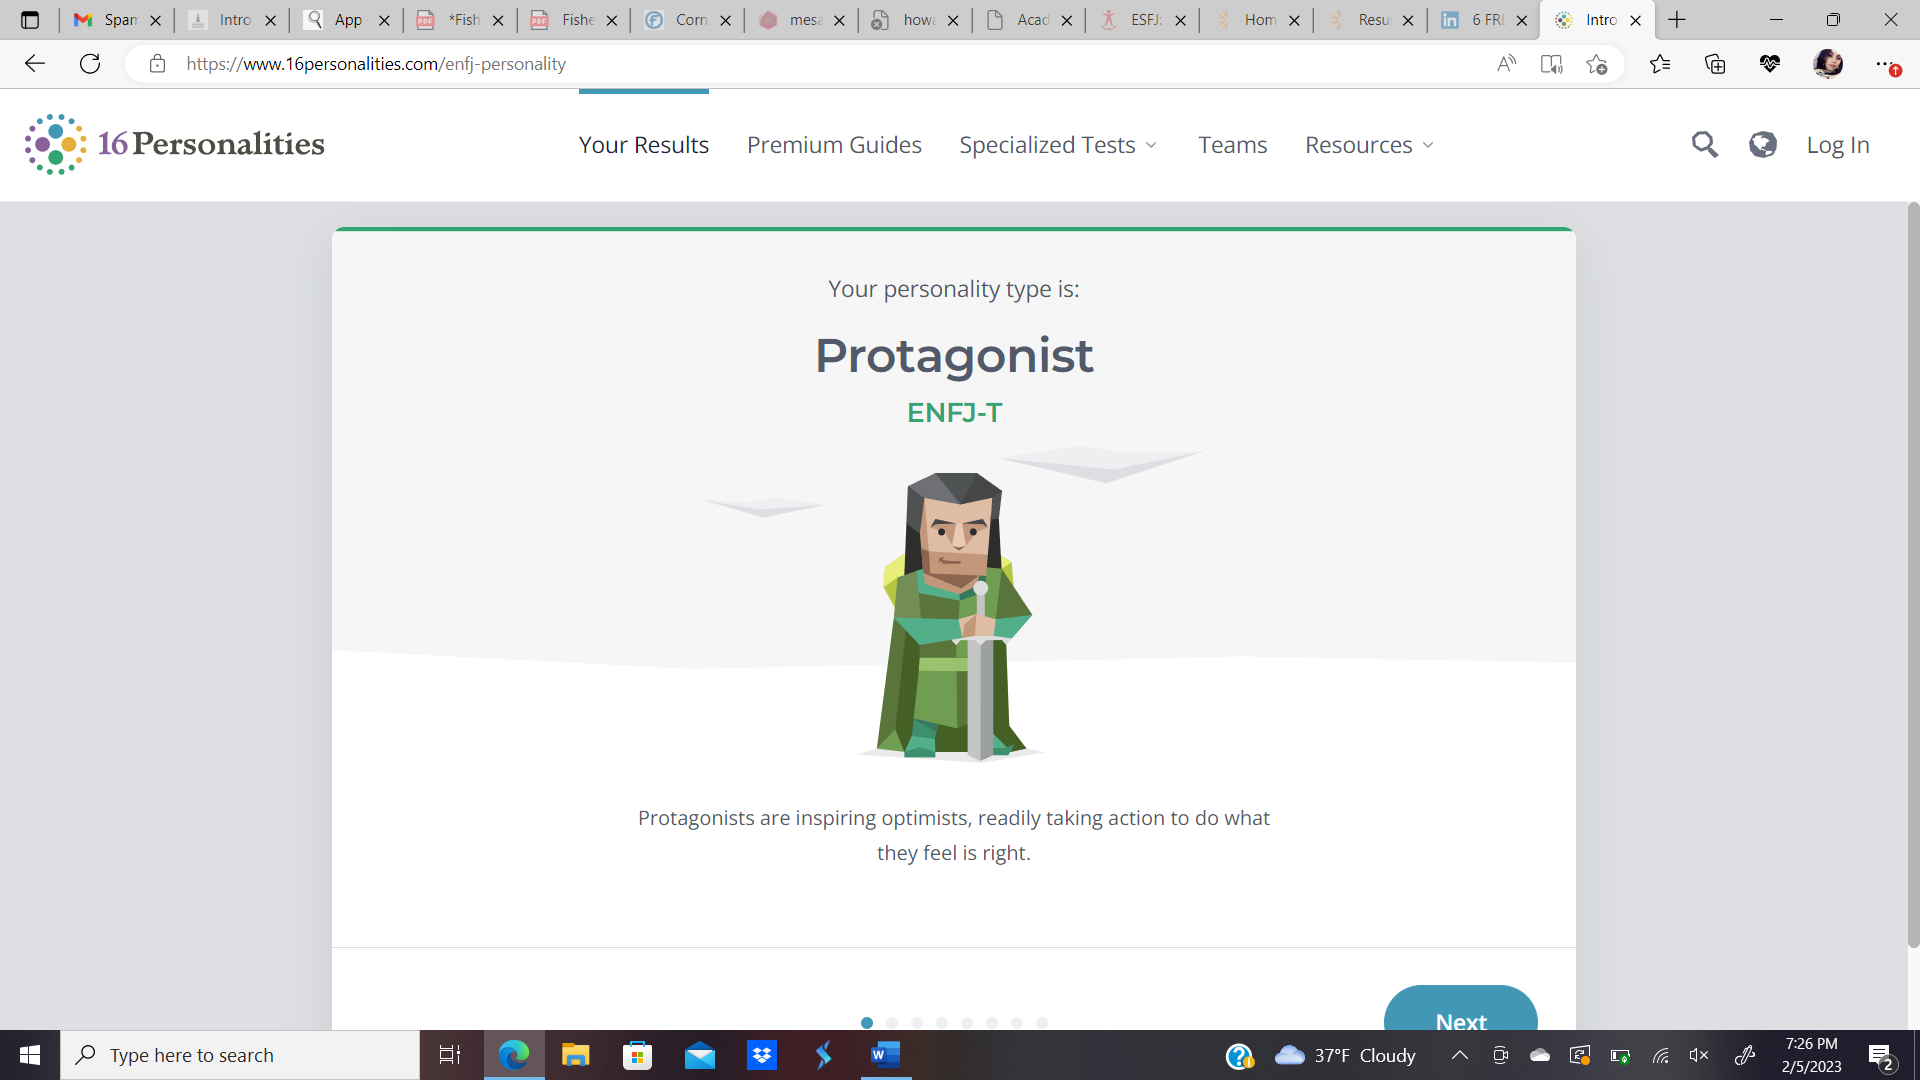 Spam
Intro
App
*Fish
Fishe
Corn
mesa
howa
Acad
ESFJ:
Hom
Resu
6 FRE
Intro
https://www.16personalities.com/enfj-personality
16Personalities
Your Results
Premium Guides
Specialized Tests
Teams
Resources
Log In
Your personality type is:
Protagonist
ENFJ-T
Protagonists are inspiring optimists, readily taking action to do what
they feel is right.
Next
Type here to search
37°F Cloudy
7:26 PM
2/5/2023
2